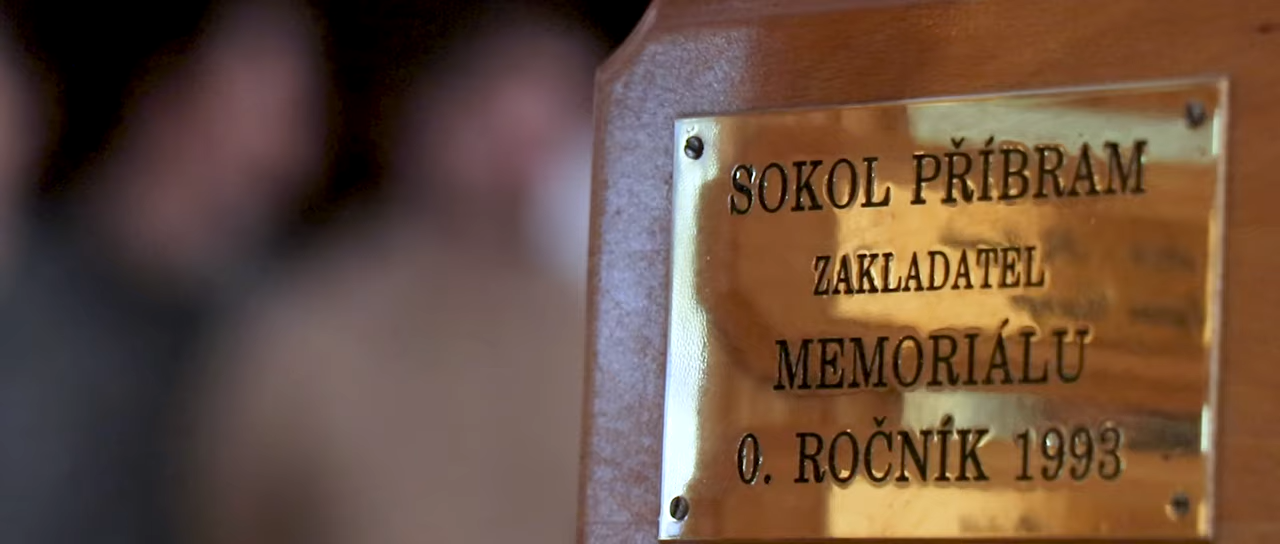 SOKOL PŘÍBRAM
ZAKLADATEL
MEMORIÁLU
0. ROČNÍK 1993